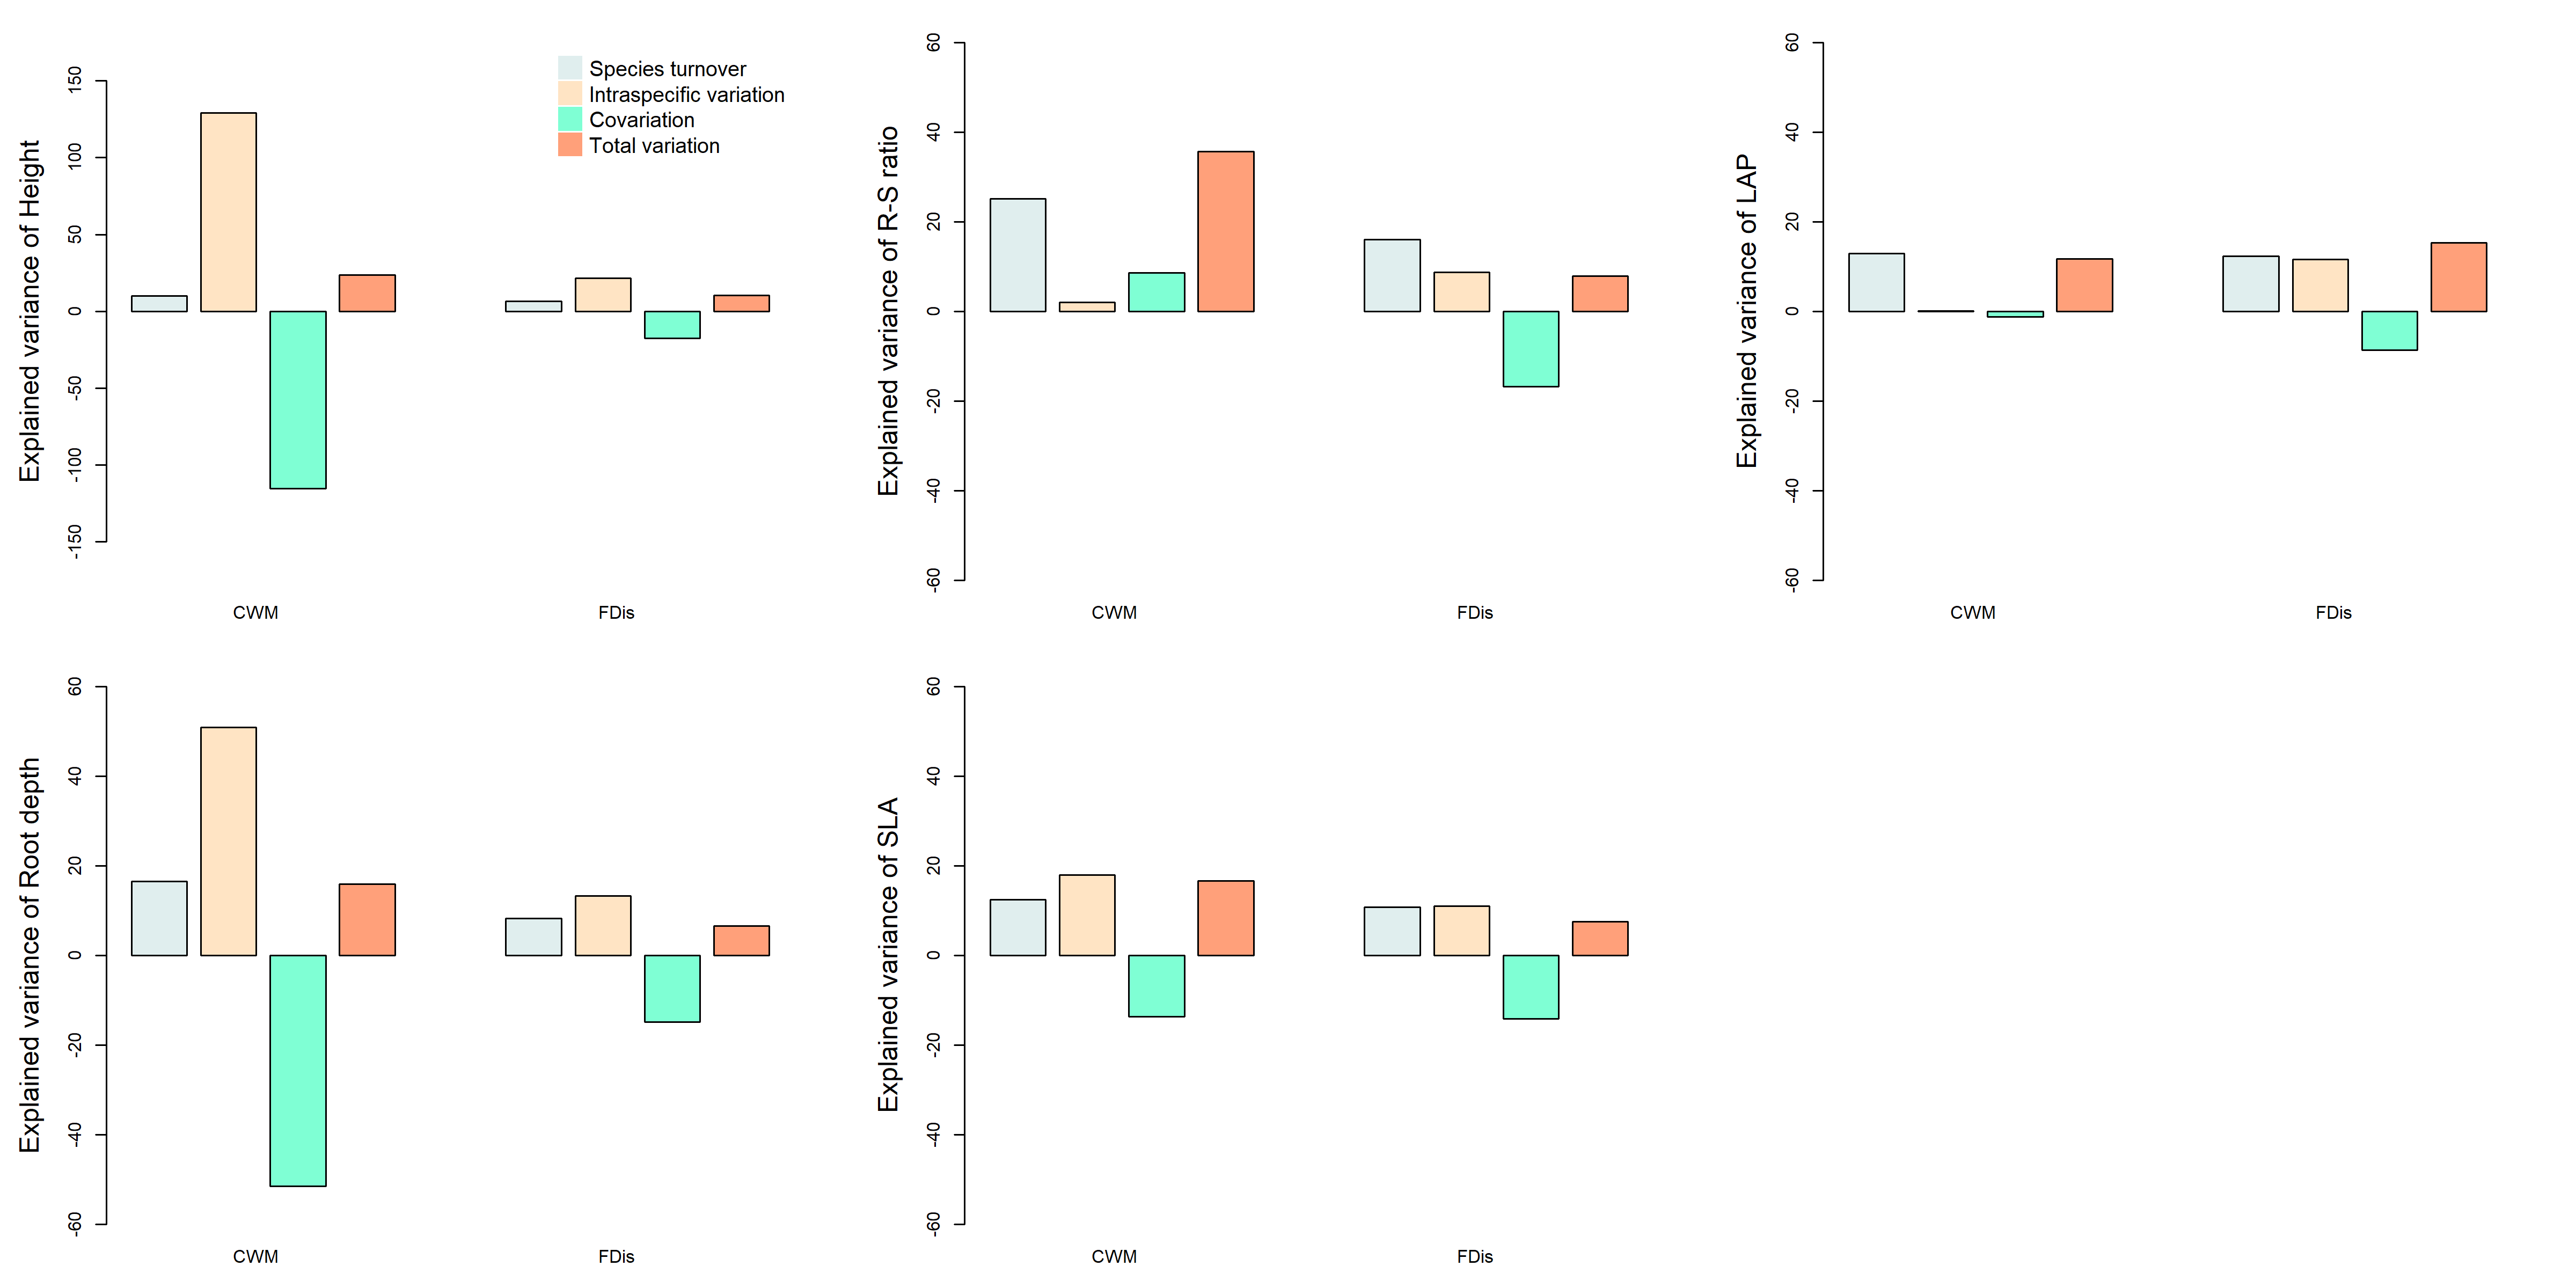 Explained variance of Height
150
100
50
0
-50
-100
-150
Species turnover
Intraspecific variation
Covariation
Total variation
CWM
FDis
Explained variance of R-S ratio
60
40
20
0
-20
-40
-60
CWM
FDis
Explained variance of LAP
60
40
20
0
-20
-40
-60
CWM
FDis
Explained variance of Root depth
60
40
20
0
-20
-40
-60
CWM
FDis
Explained variance of SLA
60
40
20
0
-20
-40
-60
CWM
FDis